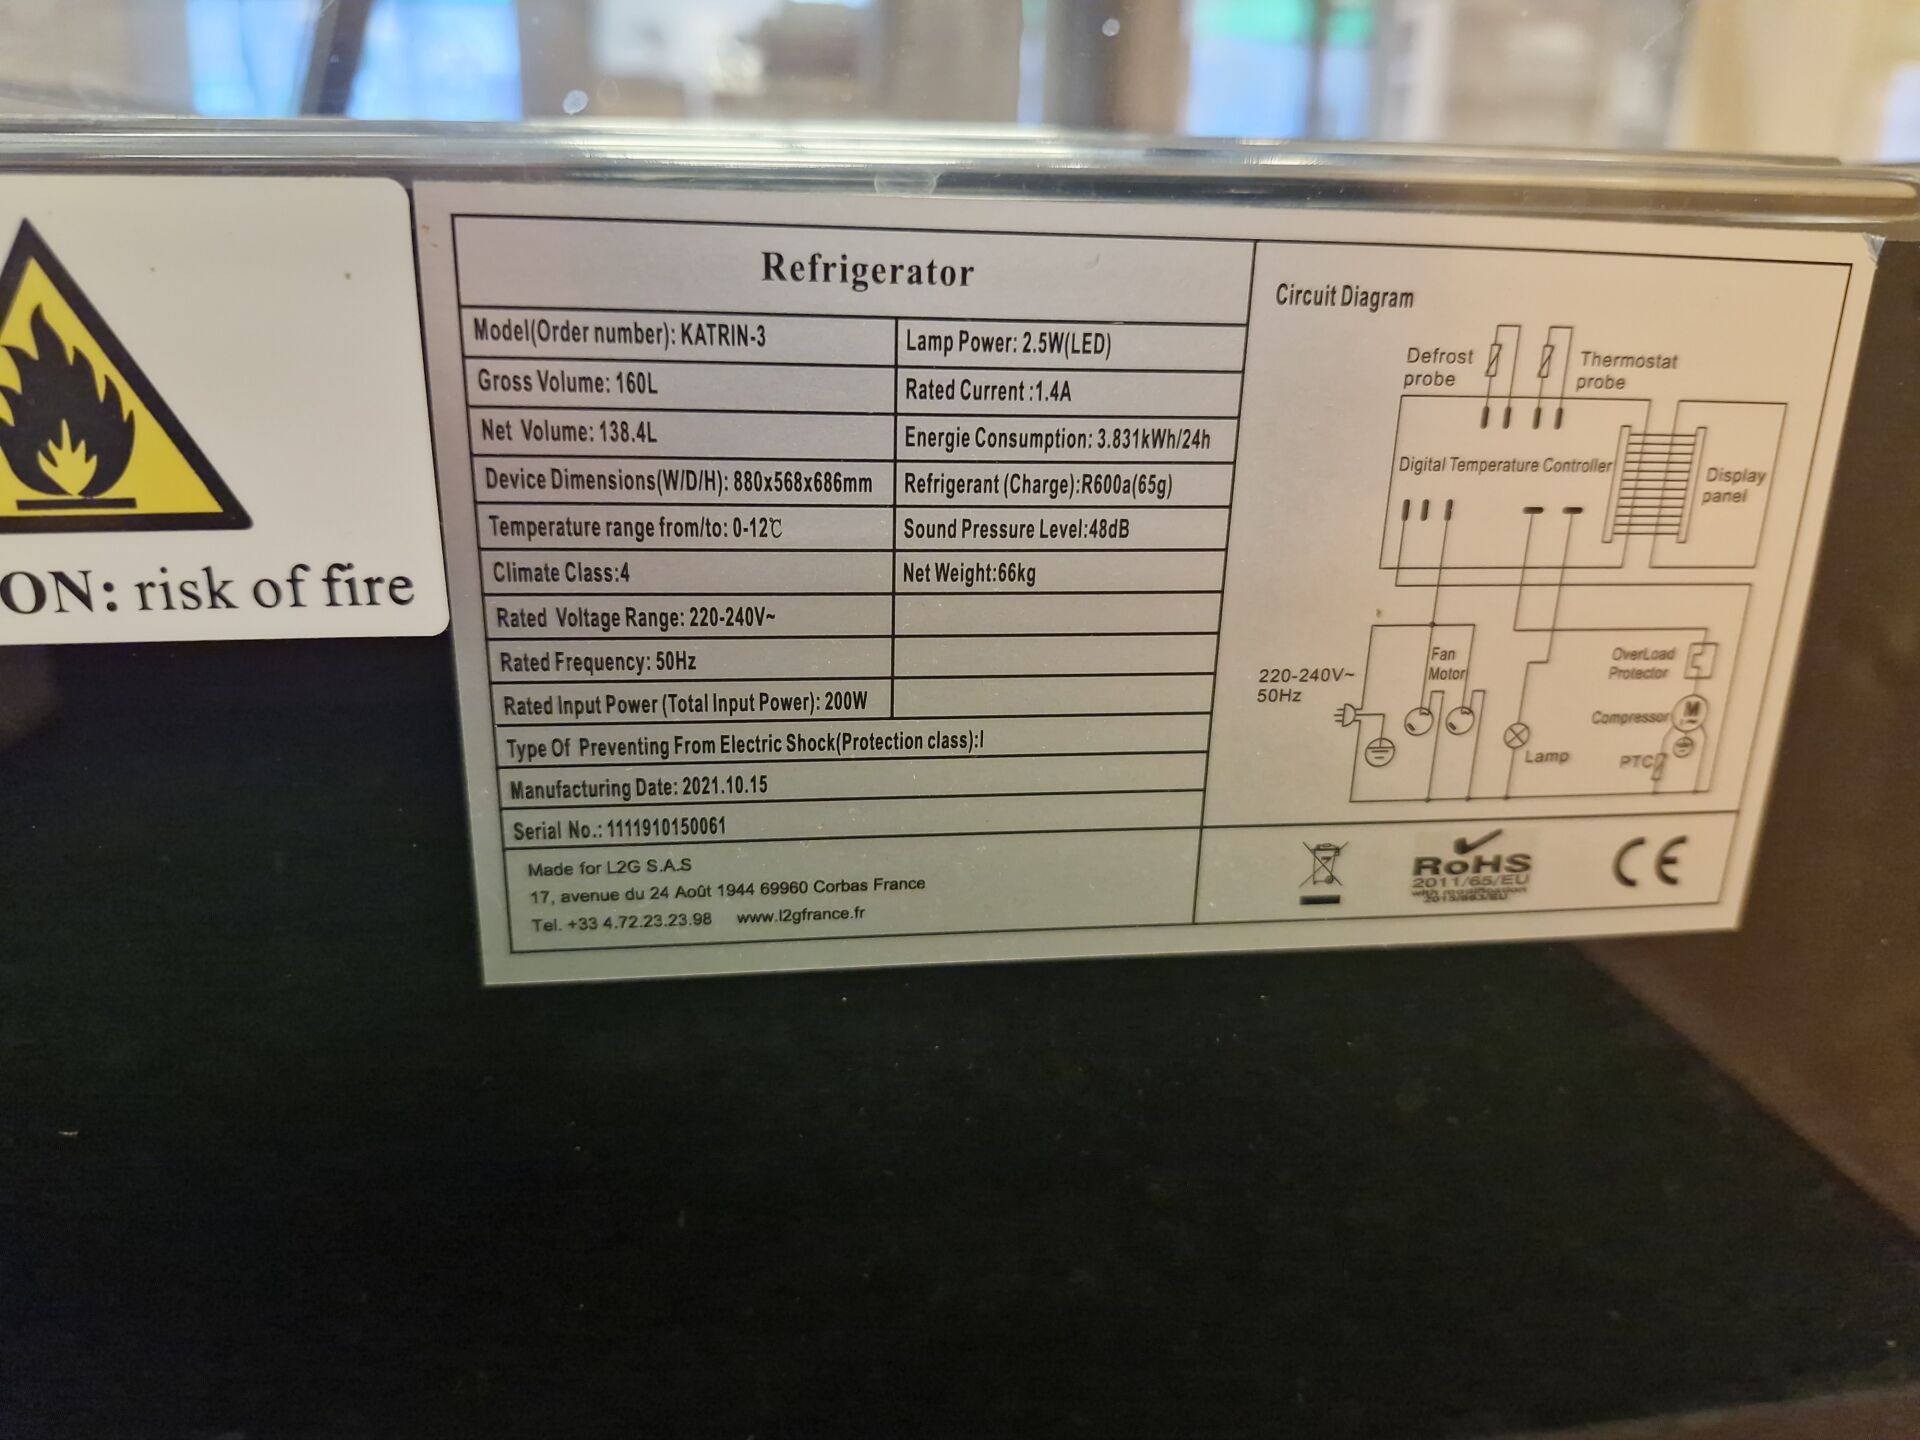 ON: risk of fire
Refrigerator
Model(Order number): KATRIN-3
Lamp Power: 2.5W(LED)
Gross Volume: 160L
Rated Current :1.4A
Net Volume: 138.4L
Energie Consumption: 3.831kWh/24h
Device Dimensions(W/D/H): 880x568x686mm
Refrigerant (Charge):R600a(65g)
Temperature range from/to: 0-12℃
Sound Pressure Level:48dB
Climate Class:4
Net Weight:66kg
Rated Voltage Range: 220-240V~
Rated Frequency: 50Hz
Rated Input Power (Total Input Power): 200W
Type Of Preventing From Electric Shock(Protection class):I
Manufacturing Date: 2021.10.15
Serial No.: 1111910150061
Made for L2G S.A.S
17, avenue du 24 Août 1944 69960 Corbas France
Tel. +33 4.72.23.23.98 www.l2gfrance.fr
Circuit Diagram
Defrost
probe
Thermostat
probe
Digital Temperature Controller
Display
panel
Fan
Motor
220-240V~
50Hz
OverLoad
Protector
Compressor
M
Lamp
PTC
RoHS
2011/65/EU
with modification
2015/863/EU
CE